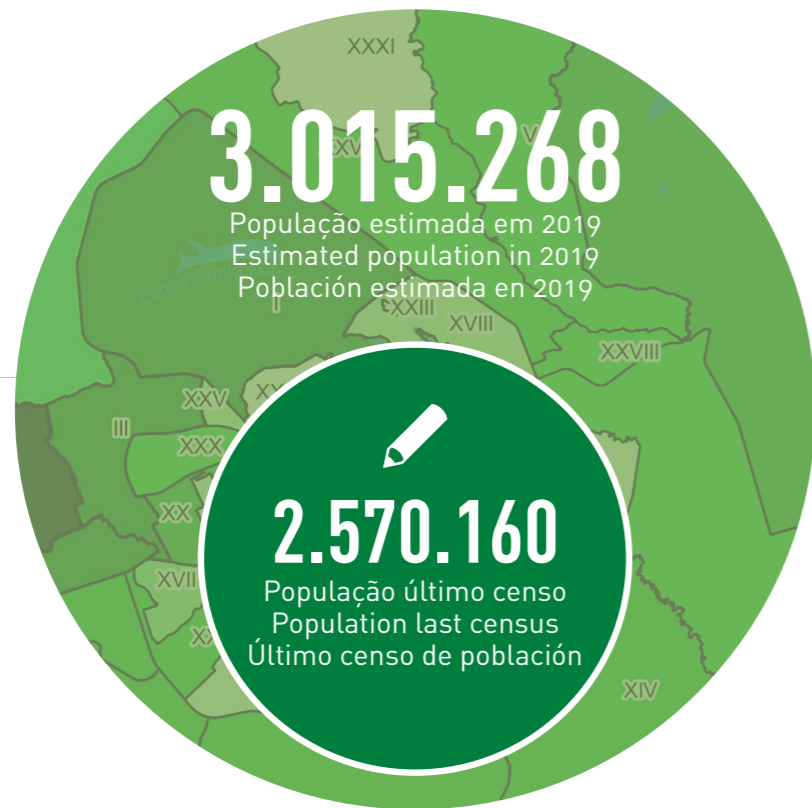 XXXI
3.015.268
População estimada em 2019
Estimated population in 2019
Población estimada en 2019
I
XXIII
XVIII
XXVIII
XXV
III
XXX
XX
XVII
XIV
2.570.160
População último censo
Population last census
Último censo de población